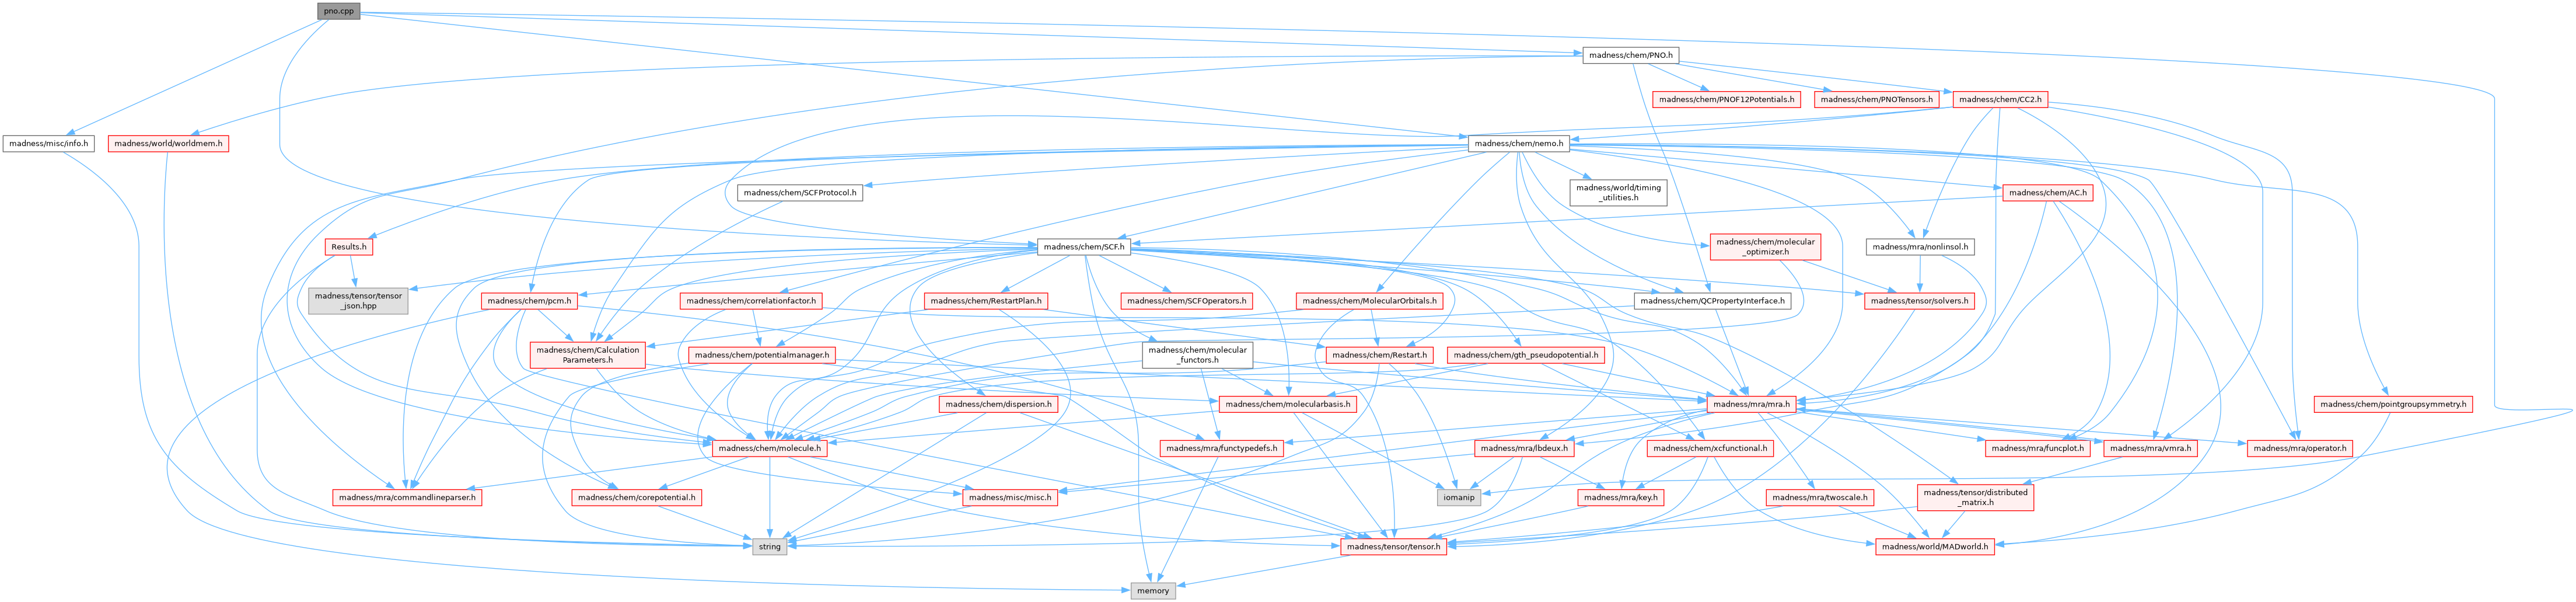 pno.cpp
madness/chem/PNO.h
madness/chem/PNOF12Potentials.h
madness/chem/PNOTensors.h
madness/chem/CC2.h
madness/misc/info.h
madness/world/worldmem.h
madness/chem/nemo.h
madness/chem/SCFProtocol.h
madness/world/timing
_utilities.h
madness/chem/AC.h
Results.h
madness/chem/SCF.h
madness/chem/molecular
_optimizer.h
madness/mra/nonlinsol.h
madness/tensor/tensor
_json.hpp
madness/chem/pcm.h
madness/chem/correlationfactor.h
madness/chem/RestartPlan.h
madness/chem/SCFOperators.h
madness/chem/MolecularOrbitals.h
madness/chem/QCPropertyInterface.h
madness/tensor/solvers.h
madness/chem/Calculation
Parameters.h
madness/chem/potentialmanager.h
madness/chem/molecular
_functors.h
madness/chem/Restart.h
madness/chem/gth_pseudopotential.h
madness/chem/dispersion.h
madness/chem/molecularbasis.h
madness/mra/mra.h
madness/chem/pointgroupsymmetry.h
madness/chem/molecule.h
madness/mra/functypedefs.h
madness/mra/lbdeux.h
madness/chem/xcfunctional.h
madness/mra/funcplot.h
madness/mra/vmra.h
madness/mra/operator.h
madness/mra/commandlineparser.h
madness/chem/corepotential.h
madness/misc/misc.h
iomanip
madness/mra/key.h
madness/mra/twoscale.h
madness/tensor/distributed
_matrix.h
string
madness/tensor/tensor.h
madness/world/MADworld.h
memory